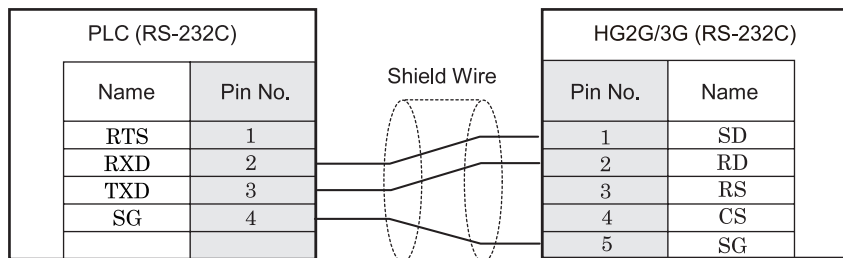 PLC (RS-232C) HG2G/3G (RS-232C)
Shield Wire
Name Pin No. Pin No. Name
RTS 1 1 SD
RXD 2 2 RD
TXD 3 3 RS
SG 4 4 CS
5 SG